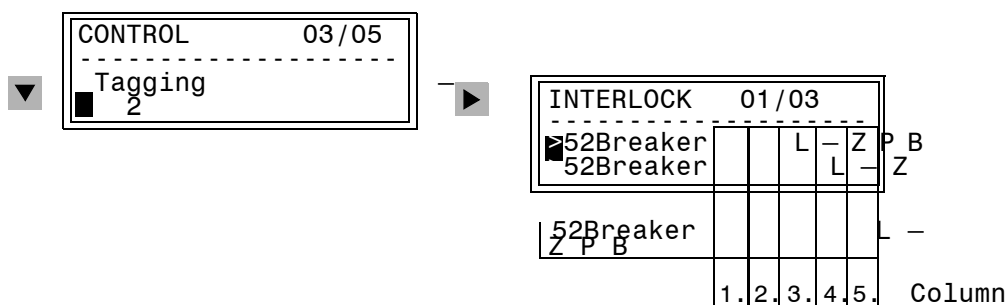 CONTROL 03/05
--------------------
Tagging
2
—
INTERLOCK 01/03
--------------------
>52Breaker L – Z P B
52Breaker L – Z
52Breaker L –
Z P B
1. 2. 3. 4. 5. Column